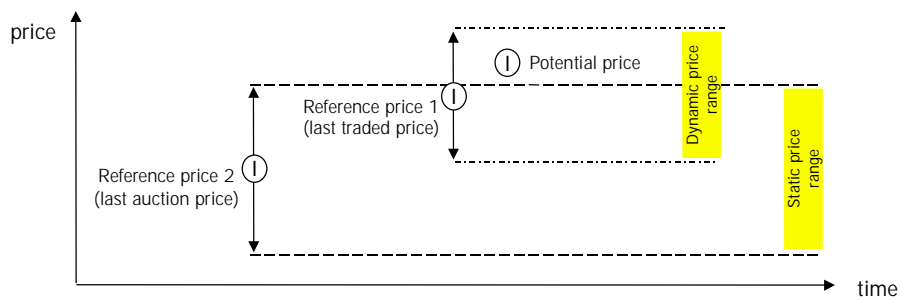 price
Potential price
Reference price 1
(last traded price)
Dynamic price
range
Reference price 2
(last auction price)
Static price
range
time